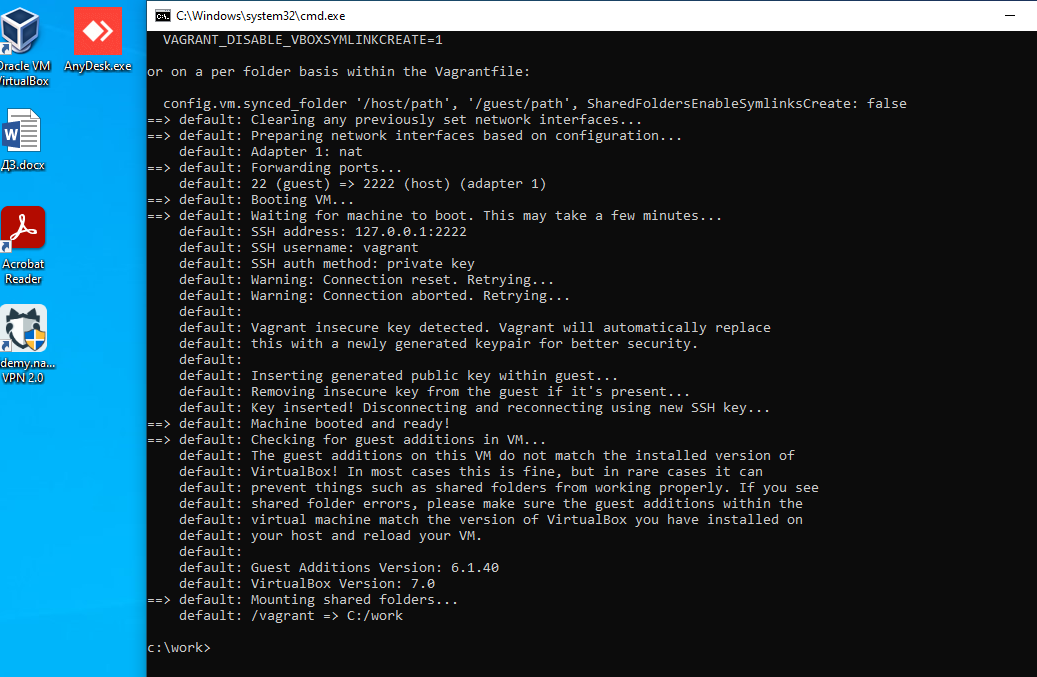 Oracle VM
VirtualBox
AnyDesk.exe
ДЗ.docx
Acrobat
Reader
demy.na...
VPN 2.0
C:\Windows\system32\cmd.exe
  VAGRANT_DISABLE_VBOXSYMLINKCREATE=1
or on a per folder basis within the Vagrantfile:
  config.vm.synced_folder '/host/path', '/guest/path', SharedFoldersEnableSymlinksCreate: false
==> default: Clearing any previously set network interfaces...
==> default: Preparing network interfaces based on configuration...
    default: Adapter 1: nat
==> default: Forwarding ports...
    default: 22 (guest) => 2222 (host) (adapter 1)
==> default: Booting VM...
==> default: Waiting for machine to boot. This may take a few minutes...
    default: SSH address: 127.0.0.1:2222
    default: SSH username: vagrant
    default: SSH auth method: private key
    default: Warning: Connection reset. Retrying...
    default: Warning: Connection aborted. Retrying...
    default:
    default: Vagrant insecure key detected. Vagrant will automatically replace
    default: this with a newly generated keypair for better security.
    default:
    default: Inserting generated public key within guest...
    default: Removing insecure key from the guest if it's present...
    default: Key inserted! Disconnecting and reconnecting using new SSH key...
==> default: Machine booted and ready!
==> default: Checking for guest additions in VM...
    default: The guest additions on this VM do not match the installed version of
    default: VirtualBox! In most cases this is fine, but in rare cases it can
    default: prevent things such as shared folders from working properly. If you see
    default: shared folder errors, please make sure the guest additions within the
    default: virtual machine match the version of VirtualBox you have installed on
    default: your host and reload your VM.
    default:
    default: Guest Additions Version: 6.1.40
    default: VirtualBox Version: 7.0
==> default: Mounting shared folders...
    default: /vagrant => C:/work
c:\work>